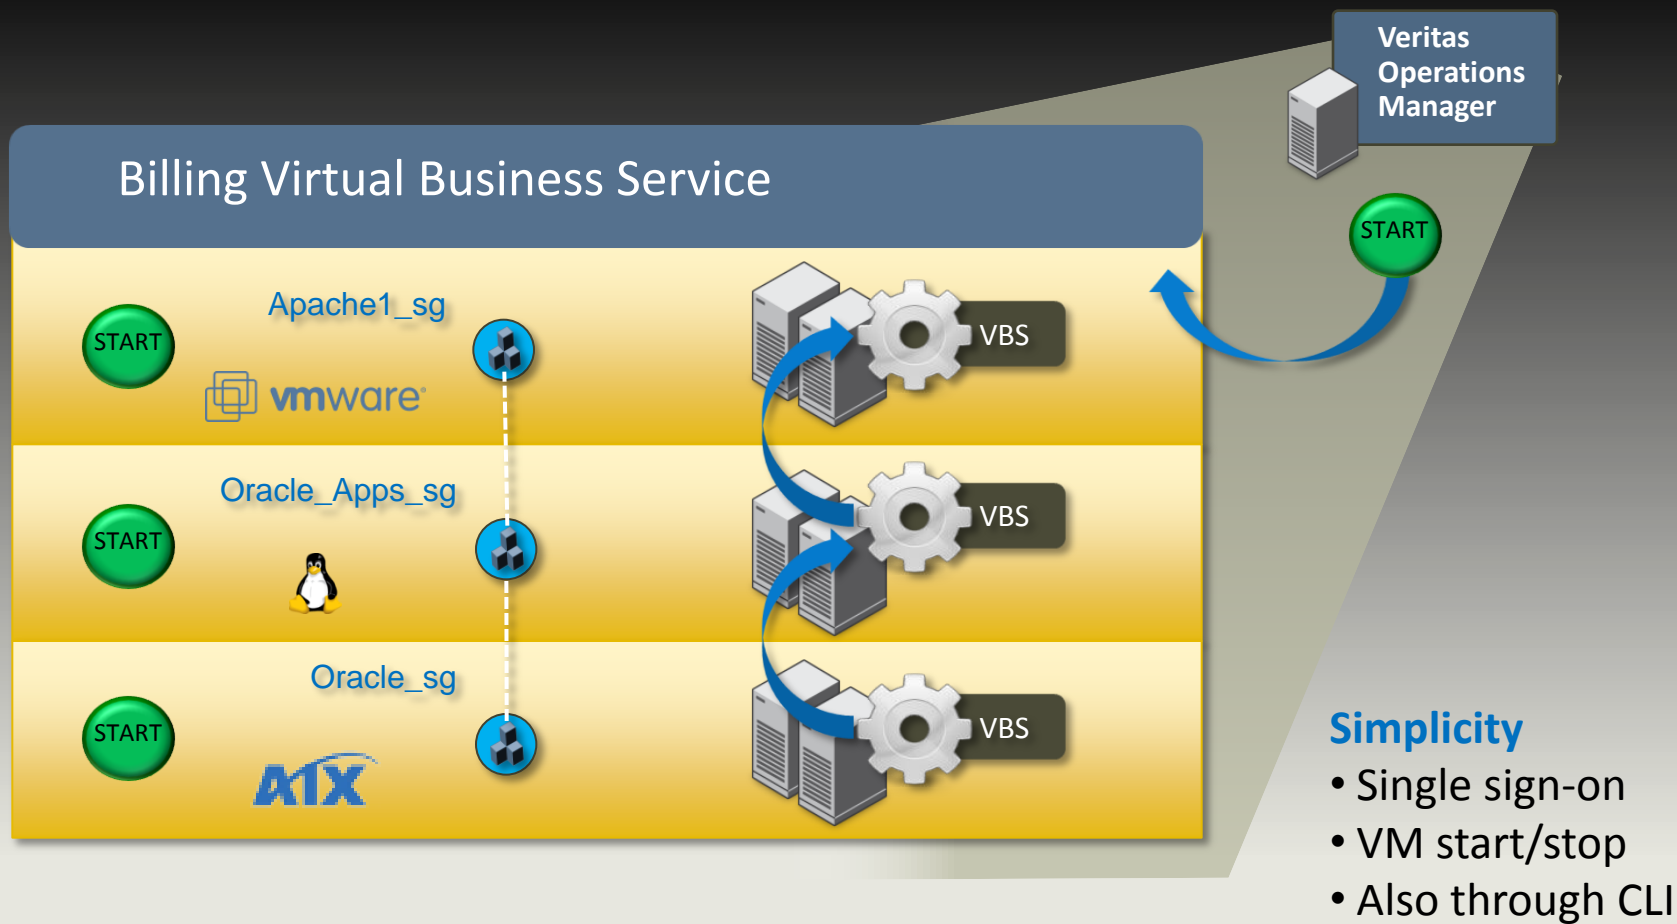 Veritas
Operations
Manager
START
Billing Virtual Business Service
Apache1_sg
START
vmware
VBS
Oracle_Apps_sg
START
VBS
Oracle_sg
START
AIX
VBS
Simplicity
• Single sign-on
• VM start/stop
• Also through CLI